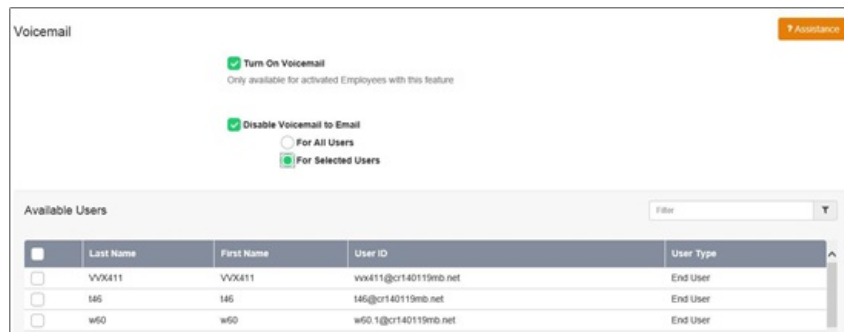 Voicemail
? Assistance
Turn On Voicemail
Only available for activated Employees with this feature
Disable Voicemail to Email
For All Users
For Selected Users
Available Users
Filter
Last Name First Name User ID User Type
VVX411 VVX411 vvx411@cr140119mb.net End User
t46 t46 t46@cr140119mb.net End User
w60 w60 w60.1@cr140119mb.net End User